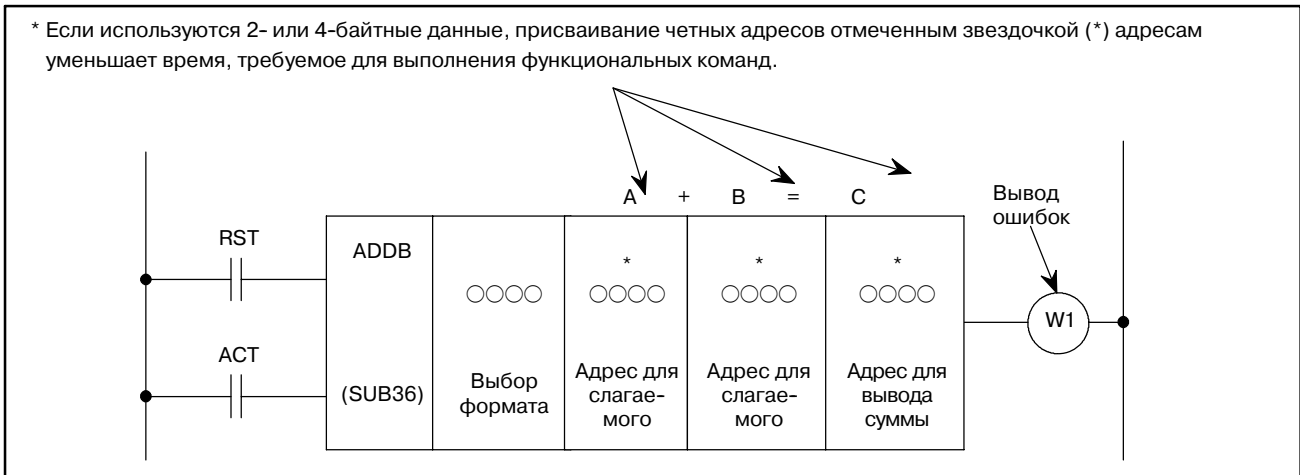 * Если используются 2- или 4-байтные данные, присваивание четных адресов отмеченным звездочкой (*) адресам
уменьшает время, требуемое для выполнения функциональных команд.
A + B = C
Вывод
ошибок
RST
ADDB
* * *
○○○○ ○○○○ ○○○○ ○○○○
W1
ACT
(SUB36)
Выбор
формата
Адрес для
слагае-
мого
Адрес для
слагае-
мого
Адрес для
вывода
суммы